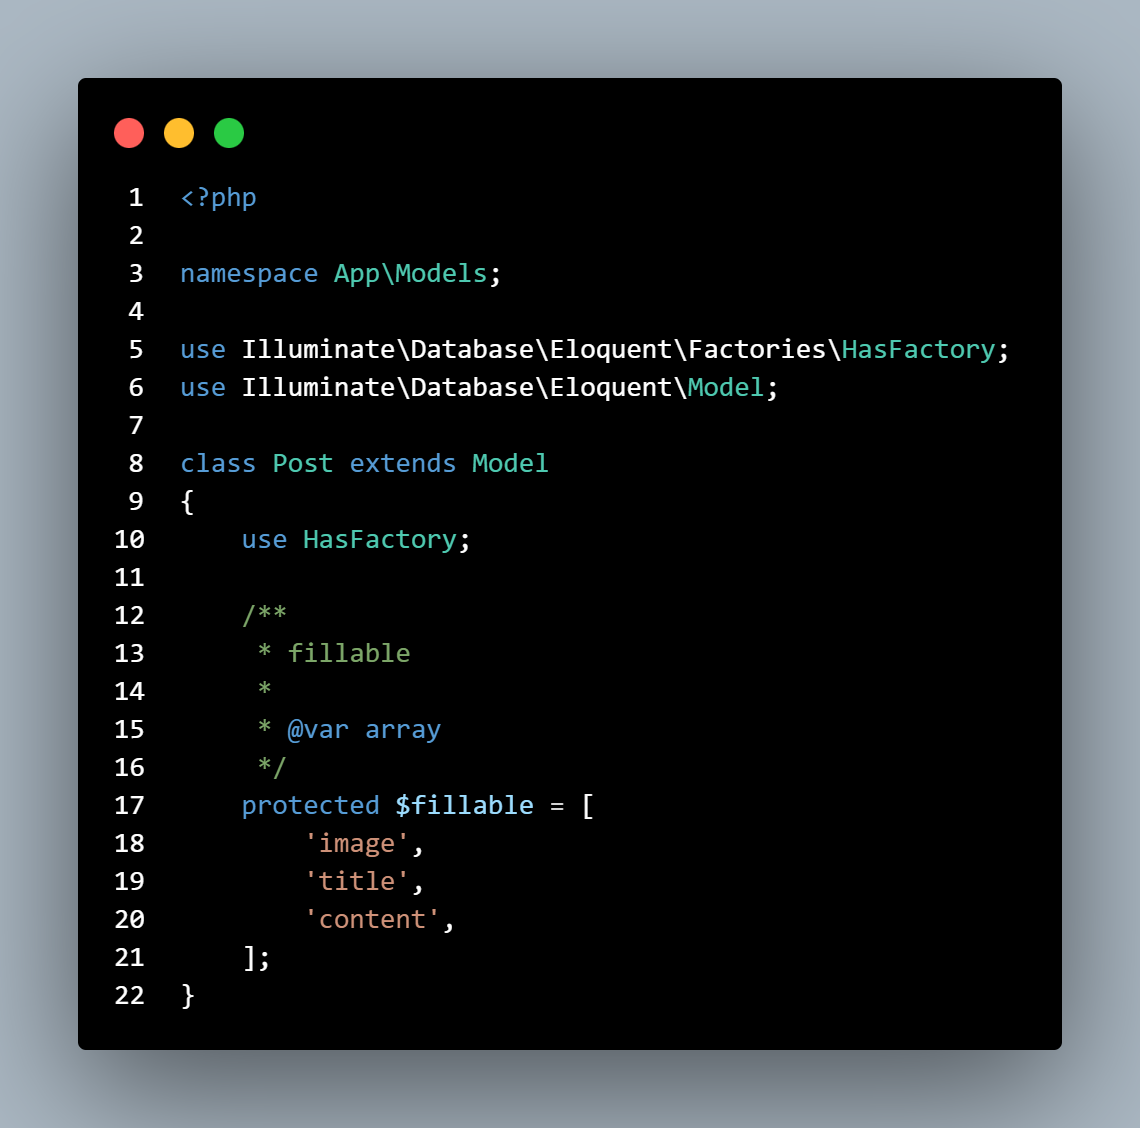 1 <?php
2
3 namespace App\Models;
4
5 use Illuminate\Database\Eloquent\Factories\HasFactory;
6 use Illuminate\Database\Eloquent\Model;
7
8 class Post extends Model
9 {
10     use HasFactory;
11
12     /**
13      * fillable
14      *
15      * @var array
16      */
17     protected $fillable = [
18         'image',
19         'title',
20         'content',
21     ];
22 }